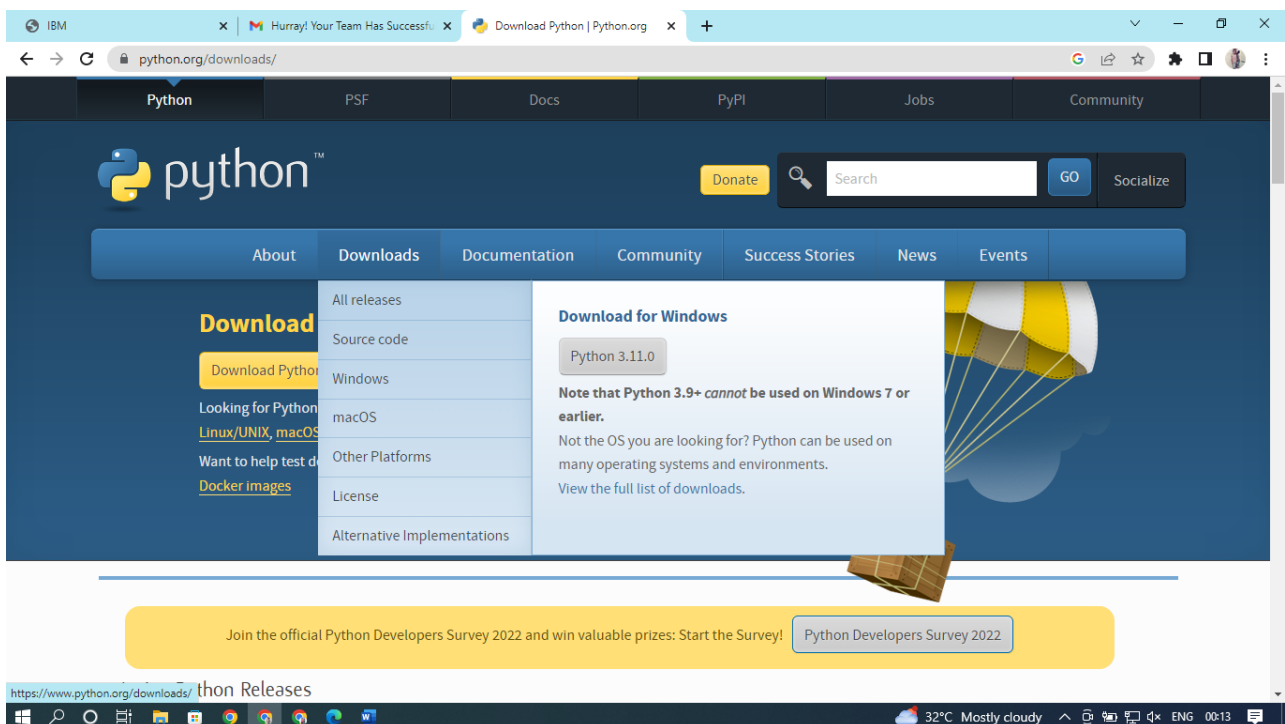 IBM
Hurray! Your Team Has Successfu
Download Python | Python.org
python.org/downloads/
Python PSF Docs PyPI Jobs Community
python™
Donate Search GO Socialize
About Downloads Documentation Community Success Stories News Events
Download
Download Python
Looking for Python
Linux/UNIX, macOS
Want to help test d
Docker images
All releases
Source code
Windows
macOS
Other Platforms
License
Alternative Implementations
Download for Windows
Python 3.11.0
Note that Python 3.9+ cannot be used on Windows 7 or
earlier.
Not the OS you are looking for? Python can be used on
many operating systems and environments.
View the full list of downloads.
Join the official Python Developers Survey 2022 and win valuable prizes: Start the Survey! Python Developers Survey 2022
thon Releases
https://www.python.org/downloads/
32°C Mostly cloudy ENG 00:13